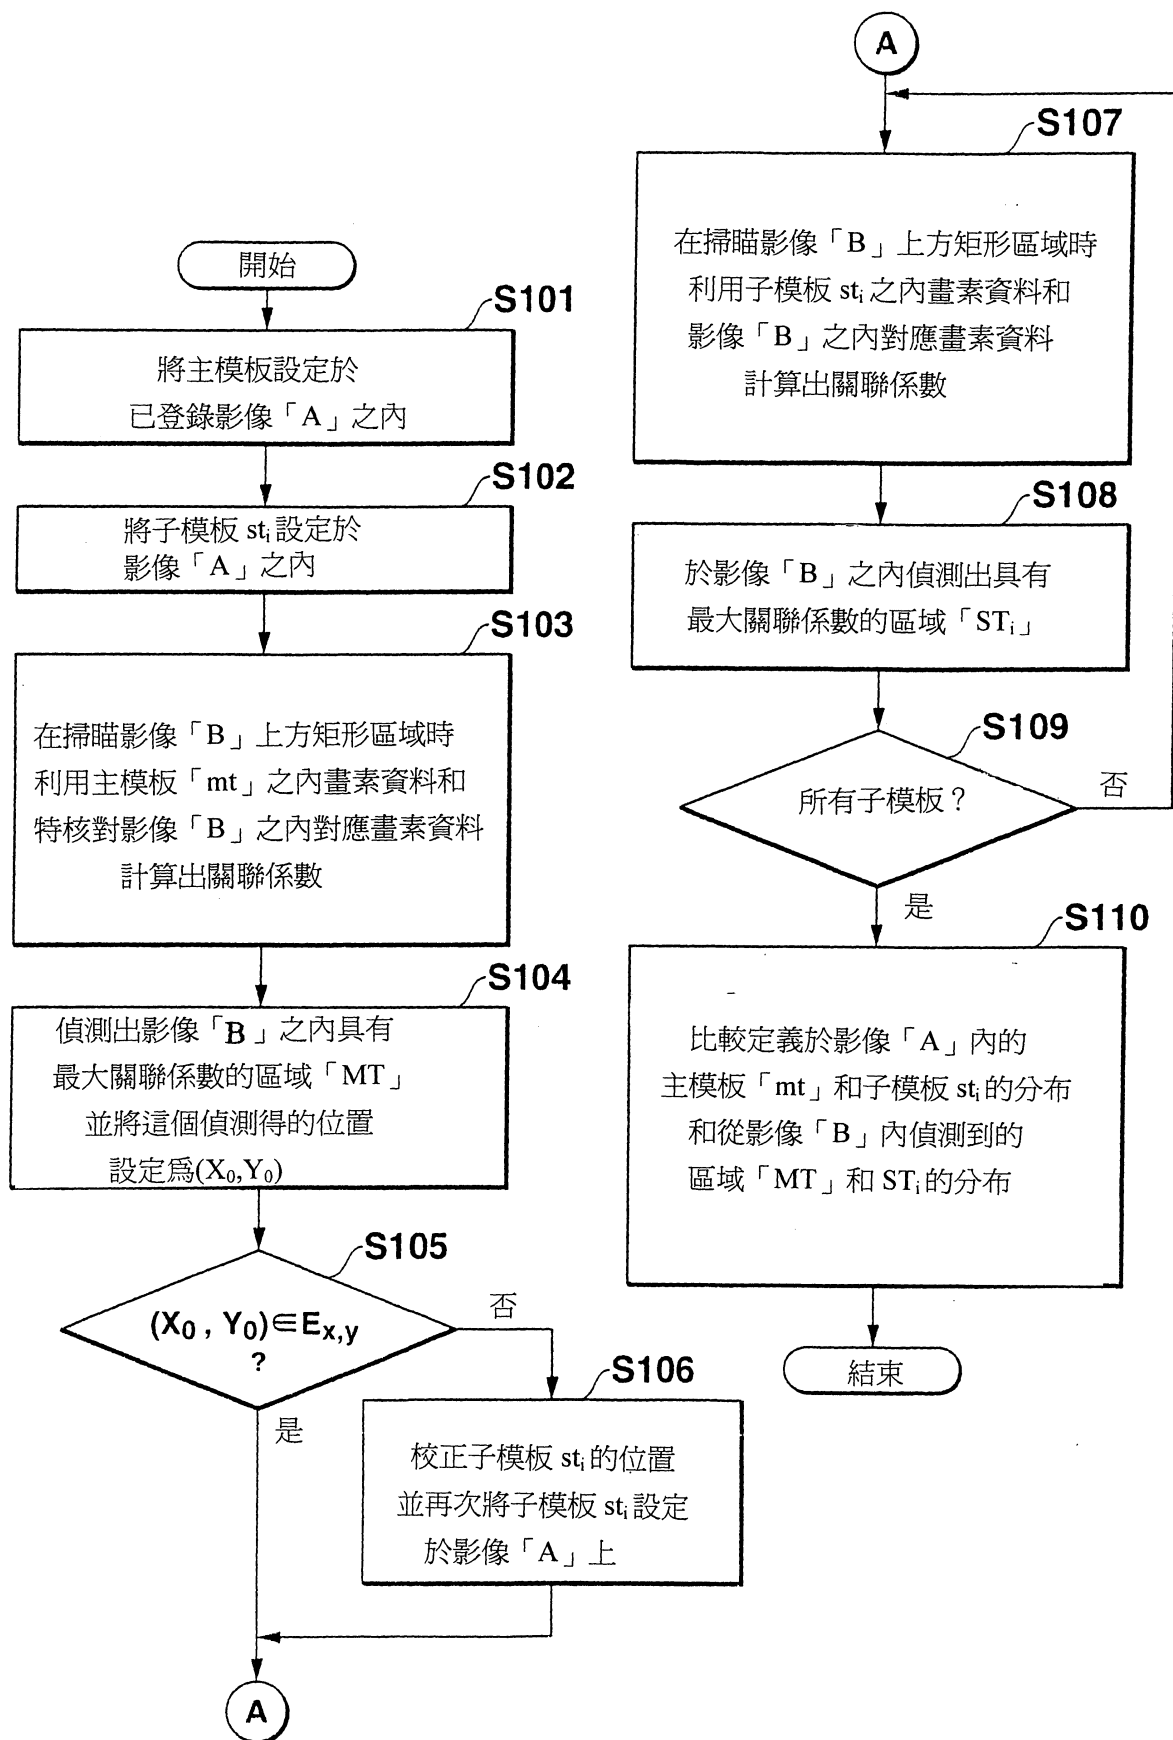 開始
S101
將主模板設定於
已登錄影像「A」之內
S102
將子模板 stᵢ 設定於
影像「A」之內
S103
在掃瞄影像「B」上方矩形區域時
利用主模板「mt」之內畫素資料和
特核對影像「B」之內對應畫素資料
計算出關聯係數
S104
偵測出影像「B」之內具有
最大關聯係數的區域「MT」
並將這個偵測得的位置
設定爲(X₀,Y₀)
S105
(X₀ , Y₀)∈Eₓ,ᵧ
?
否
是
S106
校正子模板 stᵢ 的位置
並再次將子模板 stᵢ 設定
於影像「A」上
A
A
S107
在掃瞄影像「B」上方矩形區域時
利用子模板 stᵢ 之內畫素資料和
影像「B」之內對應畫素資料
計算出關聯係數
S108
於影像「B」之內偵測出具有
最大關聯係數的區域「STᵢ」
S109
所有子模板？
否
是
S110
比較定義於影像「A」內的
主模板「mt」和子模板 stᵢ 的分布
和從影像「B」內偵測到的
區域「MT」和 STᵢ 的分布
結束